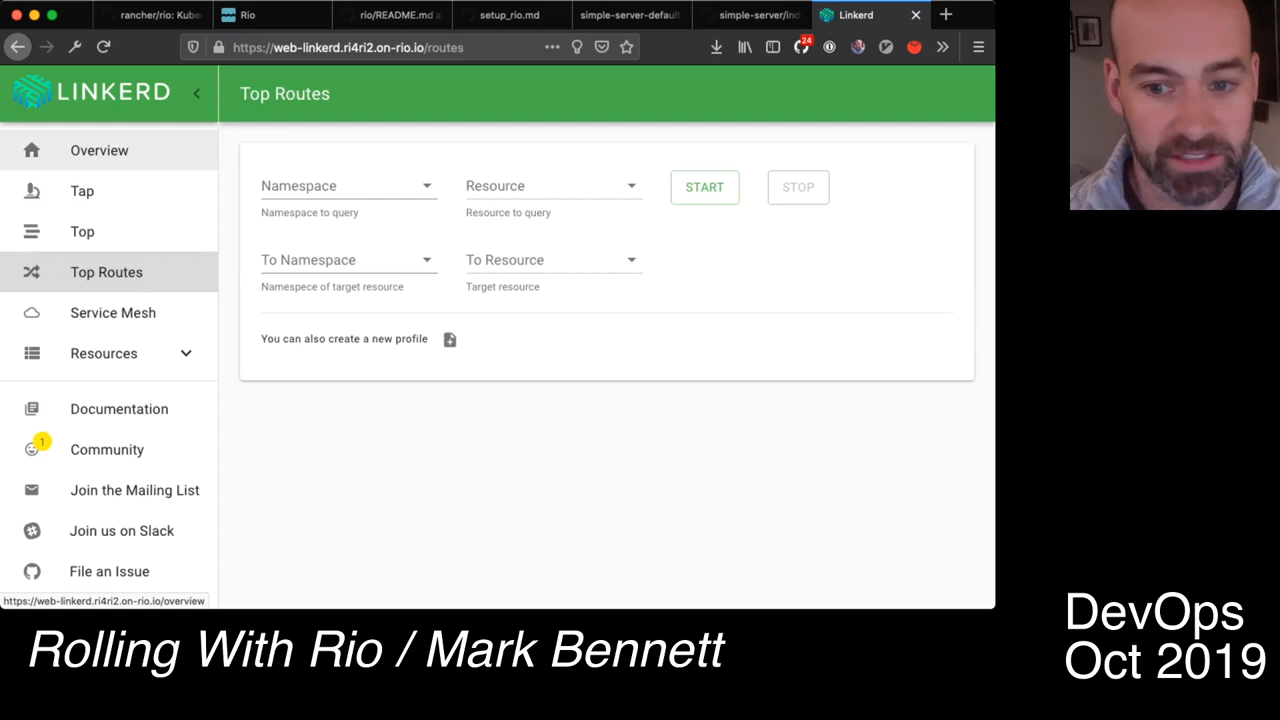 rancher/rio: Kube
Rio
rio/README.md a
setup_rio.md
simple-server-default.
simple-server/ind
Linkerd
https://web-linkerd.ri4ri2.on-rio.io/routes
24
LINKERD
Top Routes
Overview
Tap
Top
Top Routes
Service Mesh
Resources
Documentation
1
Community
Join the Mailing List
Join us on Slack
File an Issue
https://web-linkerd.ri4ri2.on-rio.io/overview
Namespace
Resource
START
STOP
Namespace to query
Resource to query
To Namespace
To Resource
Namespece of target resource
Target resource
You can also create a new profile
Rolling With Rio / Mark Bennett
DevOps
Oct 2019